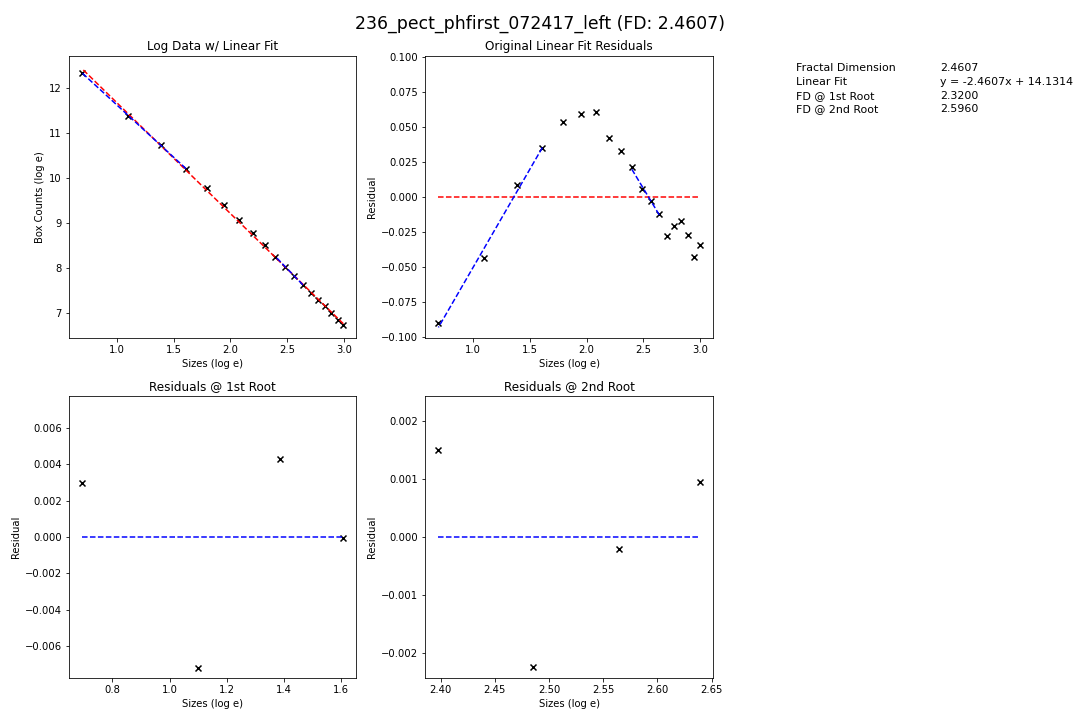 236_pect_phfirst_072417_left (FD: 2.4607)
Log Data w/ Linear Fit
12
11
10
9
8
7
Box Counts (log e)
1.0 1.5 2.0 2.5 3.0
Sizes (log e)
Original Linear Fit Residuals
0.100
0.075
0.050
0.025
0.000
−0.025
−0.050
−0.075
−0.100
Residual
1.0 1.5 2.0 2.5 3.0
Sizes (log e)
Fractal Dimension 2.4607
Linear Fit y = -2.4607x + 14.1314
FD @ 1st Root 2.3200
FD @ 2nd Root 2.5960
Residuals @ 1st Root
0.006
0.004
0.002
0.000
−0.002
−0.004
−0.006
Residual
0.8 1.0 1.2 1.4 1.6
Sizes (log e)
Residuals @ 2nd Root
0.002
0.001
0.000
−0.001
−0.002
Residual
2.40 2.45 2.50 2.55 2.60 2.65
Sizes (log e)